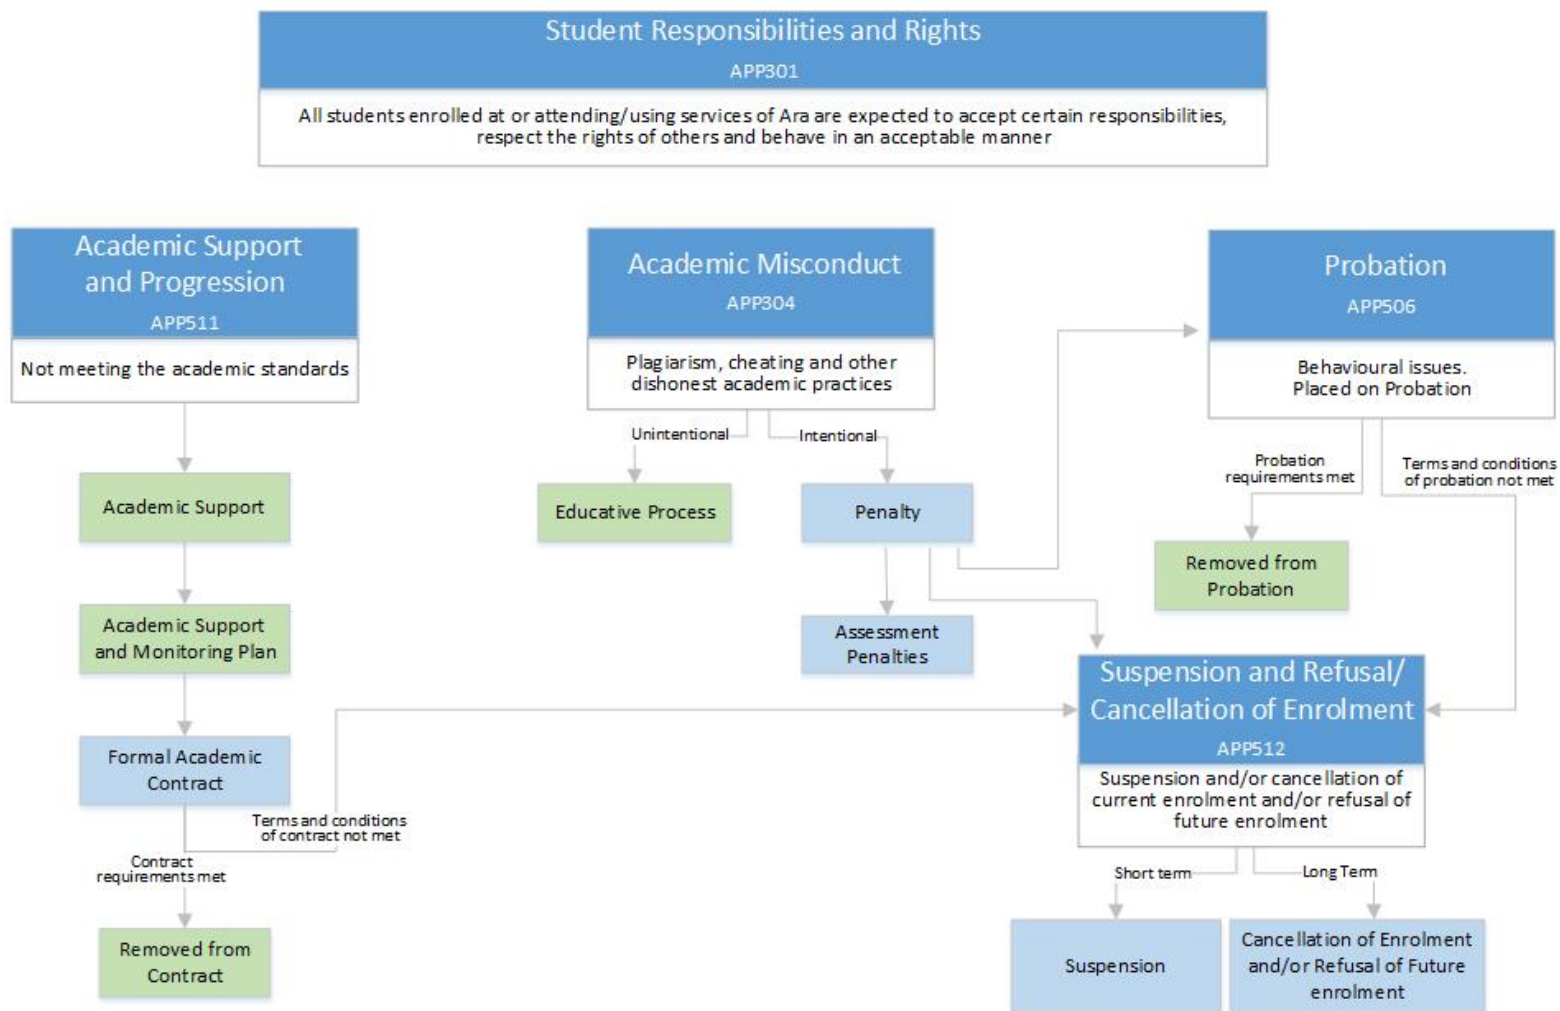 Student Responsibilities and Rights
APP301
All students enrolled at or attending/using services of Ara are expected to accept certain responsibilities,
respect the rights of others and behave in an acceptable manner
Academic Support
and Progression
APP511
Not meeting the academic standards
Academic Support
Academic Support
and Monitoring Plan
Formal Academic
Contract
Terms and conditions
of contract not met
Contract
requirements met
Removed from
Contract
Academic Misconduct
APP304
Plagiarism, cheating and other
dishonest academic practices
Unintentional
Intentional
Educative Process
Penalty
Assessment
Penalties
Probation
APP506
Behavioural issues.
Placed on Probation
Probation
requirements met
Terms and conditions
of probation not met
Removed from
Probation
Suspension and Refusal/
Cancellation of Enrolment
APP512
Suspension and/or cancellation of
current enrolment and/or refusal of
future enrolment
Short term
Long Term
Suspension
Cancellation of Enrolment
and/or Refusal of Future
enrolment